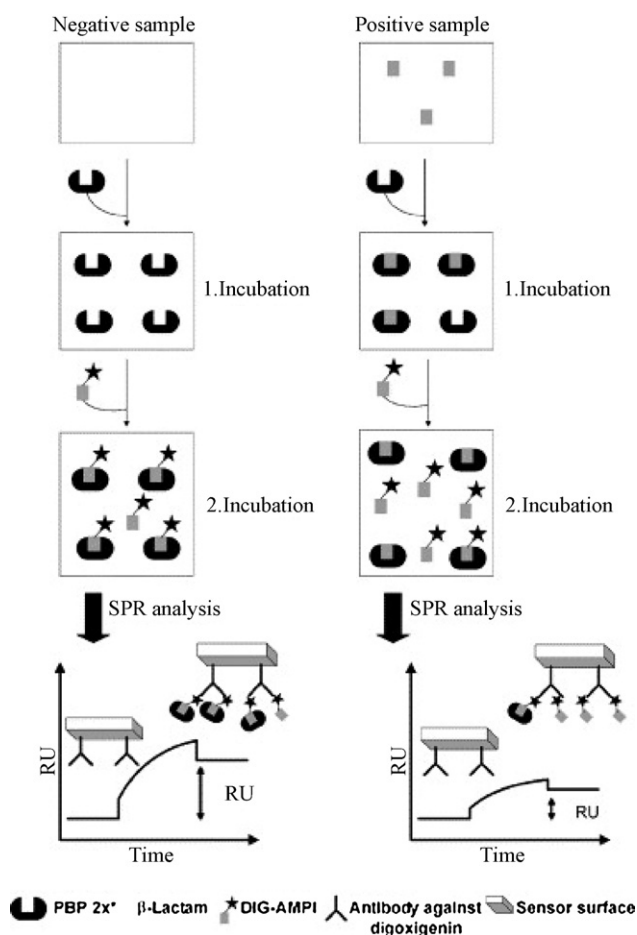 Negative sample
Positive sample
1.Incubation
1.Incubation
2.Incubation
2.Incubation
SPR analysis
SPR analysis
RU
RU
Time
RU
RU
Time
PBP 2x* β-Lactam DIG-AMPI Antibody against digoxigenin Sensor surface